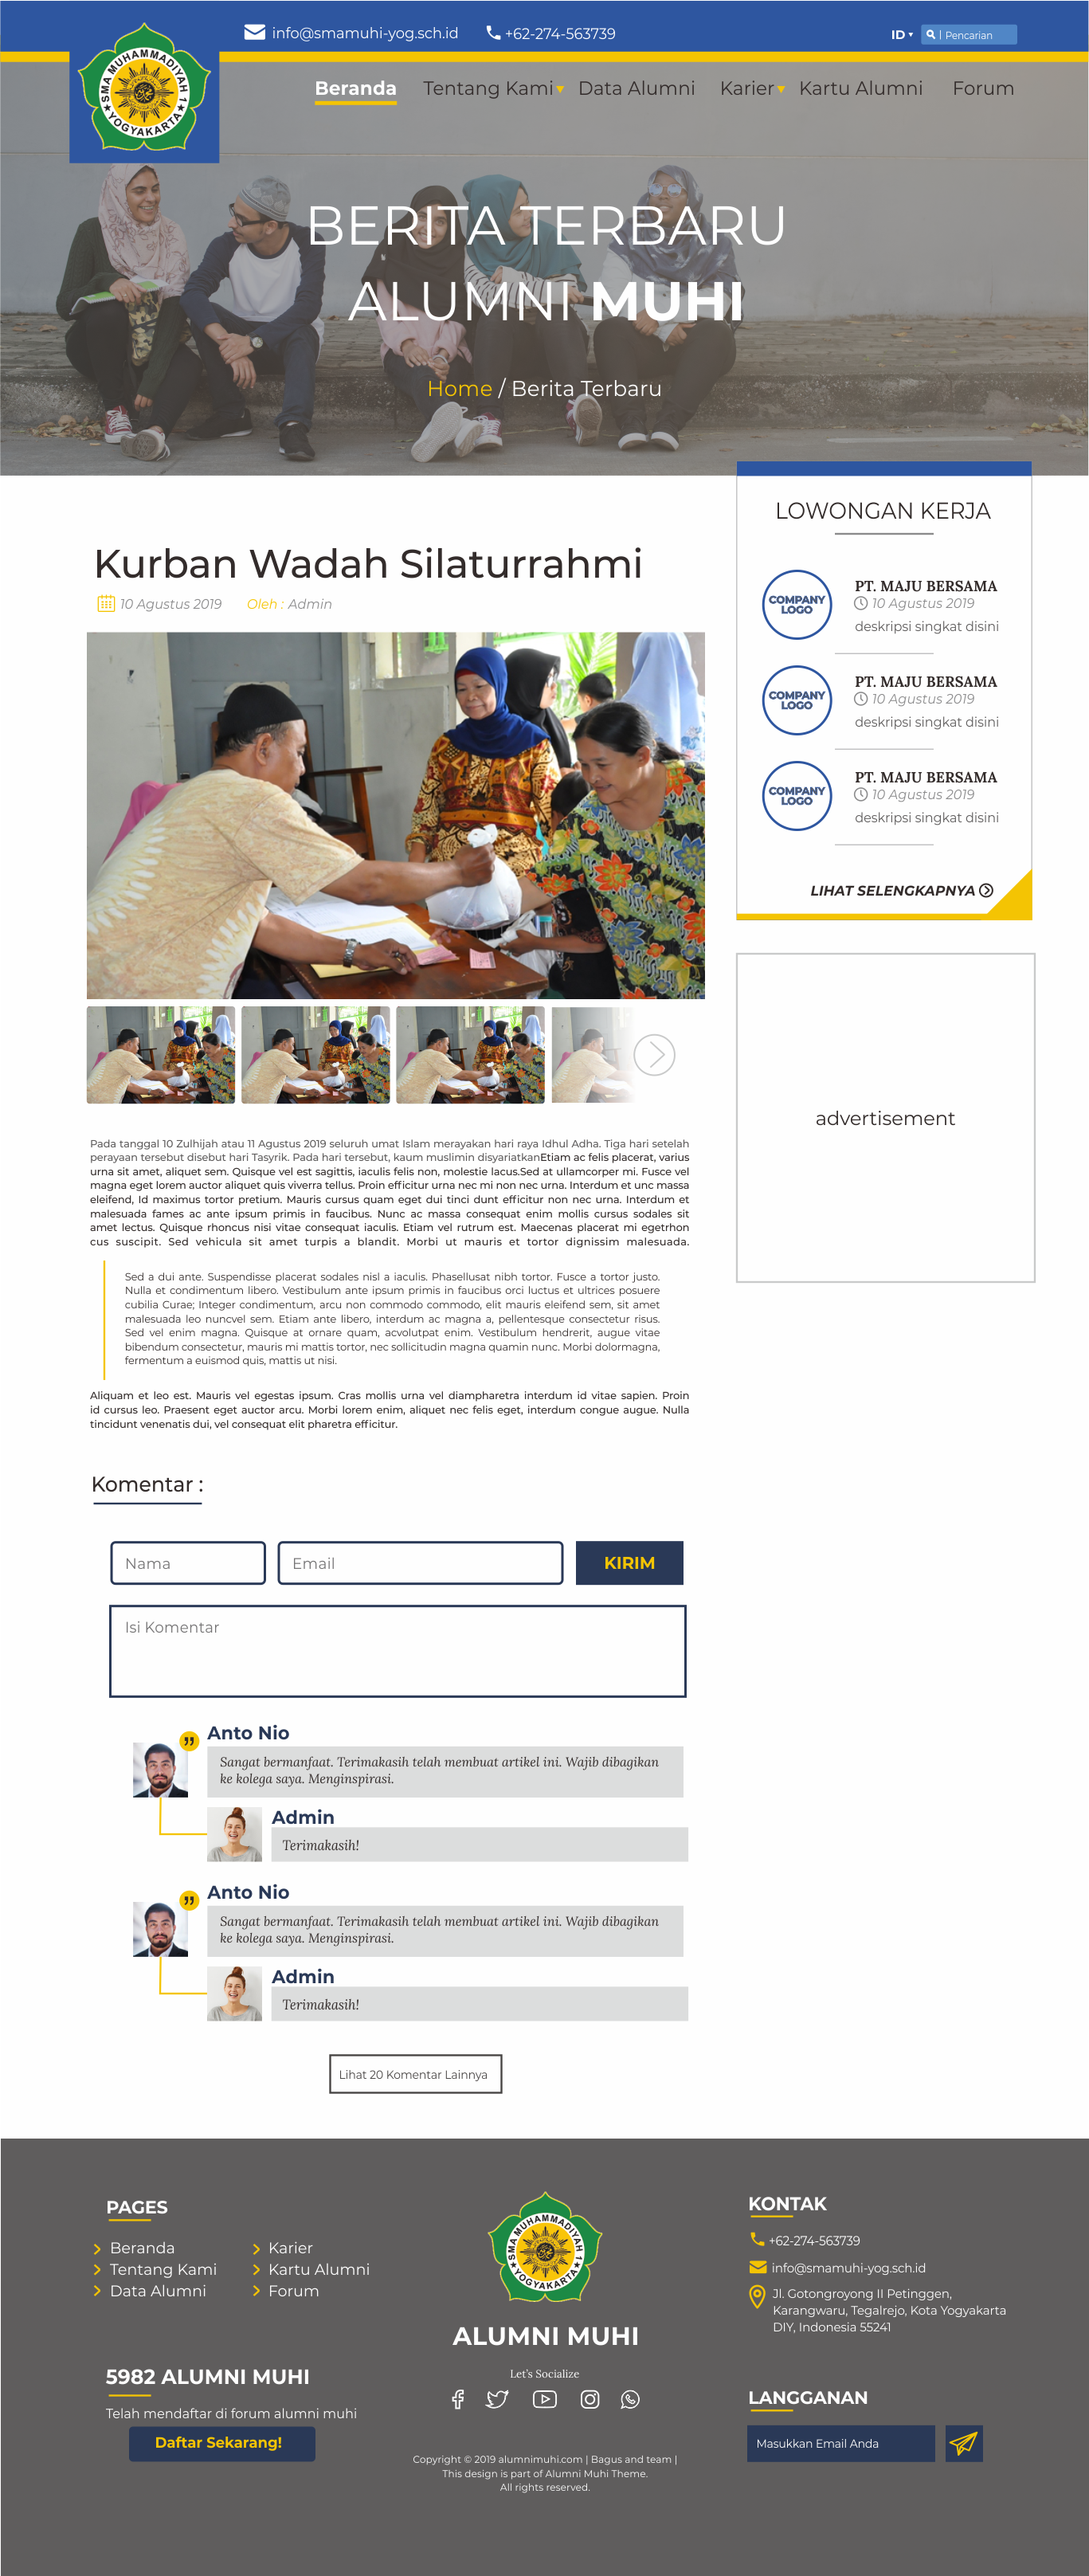 info@smamuhi-yog.sch.id
+62-274-563739
ID
Pencarian
SMA MUHAMMADIYAH 1
YOGYAKARTA
Beranda
Tentang Kami
Data Alumni
Karier
Kartu Alumni
Forum
BERITA TERBARU
ALUMNI MUHI
Home / Berita Terbaru
Kurban Wadah Silaturrahmi
10 Agustus 2019 Oleh : Admin
Pada tanggal 10 Zulhijah atau 11 Agustus 2019 seluruh umat Islam merayakan hari raya Idhul Adha. Tiga hari setelah
perayaan tersebut disebut hari Tasyrik. Pada hari tersebut, kaum muslimin disyariatkanEtiam ac felis placerat, varius
urna sit amet, aliquet sem. Quisque vel est sagittis, iaculis felis non, molestie lacus.Sed at ullamcorper mi. Fusce vel
magna eget lorem auctor aliquet quis viverra tellus. Proin efficitur urna nec mi non nec urna. Interdum et unc massa
eleifend, Id maximus tortor pretium. Mauris cursus quam eget dui tinci dunt efficitur non nec urna. Interdum et
malesuada fames ac ante ipsum primis in faucibus. Nunc ac massa consequat enim mollis cursus sodales sit
amet lectus. Quisque rhoncus nisi vitae consequat iaculis. Etiam vel rutrum est. Maecenas placerat mi egetrhon
cus suscipit. Sed vehicula sit amet turpis a blandit. Morbi ut mauris et tortor dignissim malesuada.
Sed a dui ante. Suspendisse placerat sodales nisl a iaculis. Phasellusat nibh tortor. Fusce a tortor justo.
Nulla et condimentum libero. Vestibulum ante ipsum primis in faucibus orci luctus et ultrices posuere
cubilia Curae; Integer condimentum, arcu non commodo commodo, elit mauris eleifend sem, sit amet
malesuada leo nuncvel sem. Etiam ante libero, interdum ac magna a, pellentesque consectetur risus.
Sed vel enim magna. Quisque at ornare quam, acvolutpat enim. Vestibulum hendrerit, augue vitae
bibendum consectetur, mauris mi mattis tortor, nec sollicitudin magna quamin nunc. Morbi dolormagna,
fermentum a euismod quis, mattis ut nisi.
Aliquam et leo est. Mauris vel egestas ipsum. Cras mollis urna vel diampharetra interdum id vitae sapien. Proin
id cursus leo. Praesent eget auctor arcu. Morbi lorem enim, aliquet nec felis eget, interdum congue augue. Nulla
tincidunt venenatis dui, vel consequat elit pharetra efficitur.
Komentar :
Nama
Email
KIRIM
Isi Komentar
Anto Nio
Sangat bermanfaat. Terimakasih telah membuat artikel ini. Wajib dibagikan
ke kolega saya. Menginspirasi.
Admin
Terimakasih!
Anto Nio
Sangat bermanfaat. Terimakasih telah membuat artikel ini. Wajib dibagikan
ke kolega saya. Menginspirasi.
Admin
Terimakasih!
Lihat 20 Komentar Lainnya
LOWONGAN KERJA
COMPANY
LOGO
PT. MAJU BERSAMA
10 Agustus 2019
deskripsi singkat disini
COMPANY
LOGO
PT. MAJU BERSAMA
10 Agustus 2019
deskripsi singkat disini
COMPANY
LOGO
PT. MAJU BERSAMA
10 Agustus 2019
deskripsi singkat disini
LIHAT SELENGKAPNYA
advertisement
PAGES
Beranda
Tentang Kami
Data Alumni
Karier
Kartu Alumni
Forum
5982 ALUMNI MUHI
Telah mendaftar di forum alumni muhi
Daftar Sekarang!
SMA MUHAMMADIYAH 1
YOGYAKARTA
ALUMNI MUHI
Let's Socialize
Copyright © 2019 alumnimuhi.com | Bagus and team |
This design is part of Alumni Muhi Theme.
All rights reserved.
KONTAK
+62-274-563739
info@smamuhi-yog.sch.id
Jl. Gotongroyong II Petinggen,
Karangwaru, Tegalrejo, Kota Yogyakarta
DIY, Indonesia 55241
LANGGANAN
Masukkan Email Anda